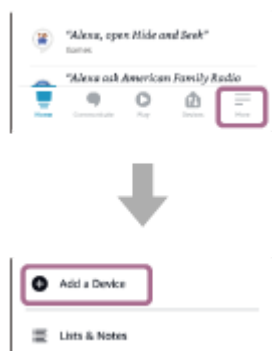 "Alexa, open Hide and Seek"
Games
"Alexa ask American Family Radio
Home
Communicate
Play
Devices
More
Add a Device
Lists & Notes